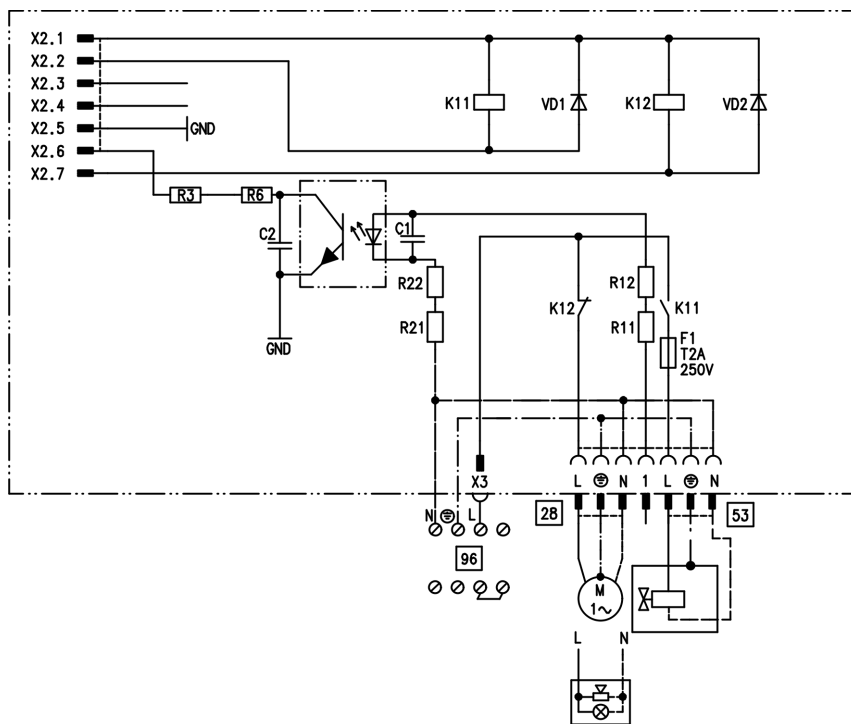 X2.1
X2.2
X2.3
X2.4
X2.5
X2.6
X2.7
K11
VD1
K12
VD2
GND
R3
R6
C2
C1
R22
R21
GND
K12
R12
R11
K11
F1
T2A
250V
X3
L
N
1
L
N
N
L
28
53
96
M
1~
L
N